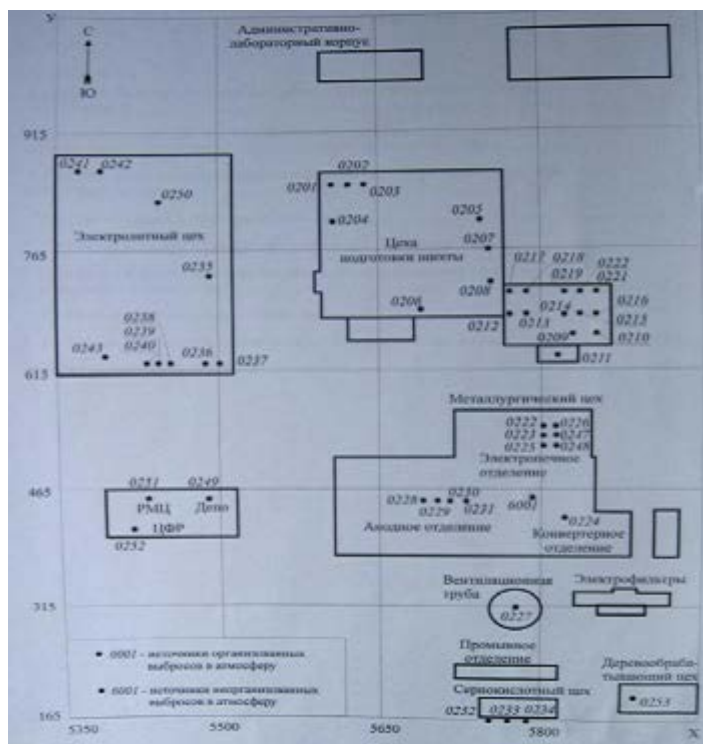 У
С
Ю
Административно-
лабораторный корпус
915
0241 0242
0250
Электролитный цех
0202
0201 0203
0204
0205
Цеха
подготовки шихты
765
0207
0217 0218 0222
0219 0221
0208
0206
0214 0216
0212 0213 0215
0209 0210
0211
0238
0239
0240
0243
0236
0237
615
Металлургический цех
0222 0226
0223 0247
0225 0248
Электропечное
отделение
465
0251 0249
РМЦ Депо
ЦФР
0252
0228 0230
0229 0231
6001
0224
Анодное отделение
Конвертерное
отделение
Вентиляционная
труба
Электрофильтры
315
0227
0001 - источники организованных
выбросов в атмосферу
6001 - источники неорганизованных
выбросов в атмосферу
Промывное
отделение
Сернокислотный цех
0232 0233 0234
Деревообраба-
тывающий цех
0253
165
5350 5500 5650 5800 X